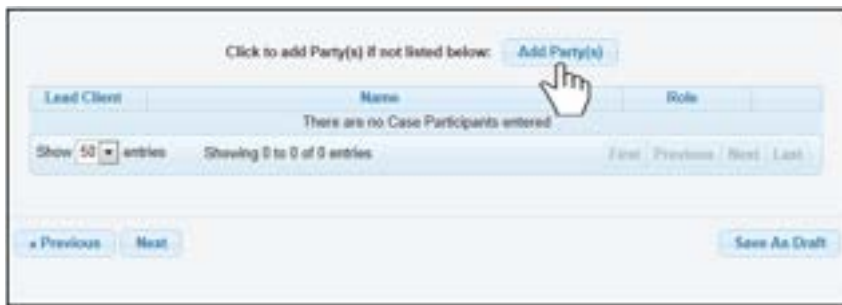 Click to add Party(s) if not listed below: Add Party(s)
Lead Client Name Role
There are no Case Participants entered
Show 50 entries Showing 0 to 0 of 0 entries First Previous Next Last
Previous Next Save As Draft